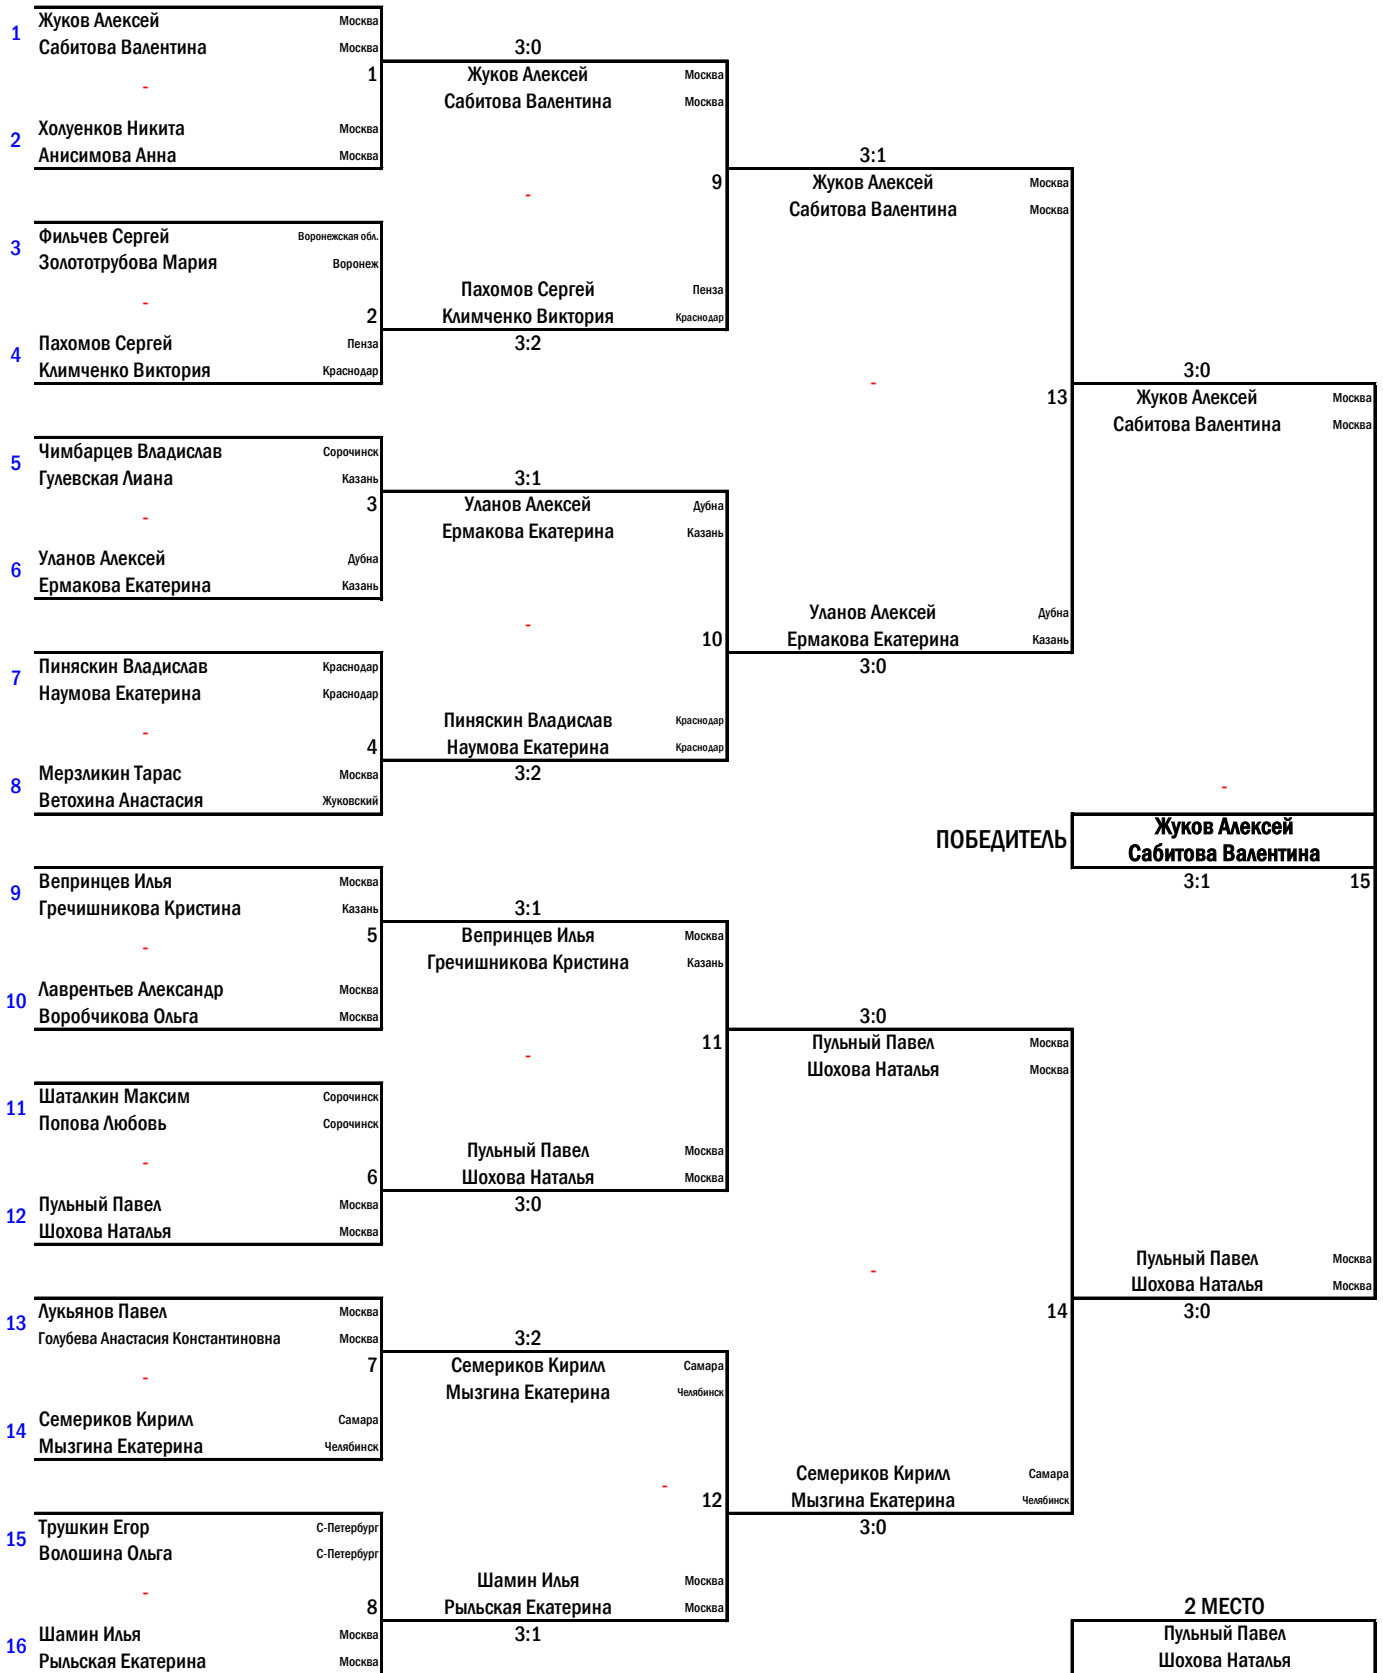 1
Жуков Алексей Москва
Сабитова Валентина Москва
-
1
2
Холуенков Никита Москва
Анисимова Анна Москва
3
Фильчев Сергей Воронежская обл.
Золототрубова Мария Воронеж
-
2
4
Пахомов Сергей Пенза
Климченко Виктория Краснодар
5
Чимбарцев Владислав Сорочинск
Гулевская Лиана Казань
-
3
6
Уланов Алексей Дубна
Ермакова Екатерина Казань
7
Пиняскин Владислав Краснодар
Наумова Екатерина Краснодар
-
4
8
Мерзликин Тарас Москва
Ветохина Анастасия Жуковский
9
Вепринцев Илья Москва
Гречишникова Кристина Казань
-
5
10
Лаврентьев Александр Москва
Воробчикова Ольга Москва
11
Шаталкин Максим Сорочинск
Попова Любовь Сорочинск
-
6
12
Пульный Павел Москва
Шохова Наталья Москва
13
Лукьянов Павел Москва
Голубева Анастасия Константиновна Москва
-
7
14
Семериков Кирилл Самара
Мызгина Екатерина Челябинск
15
Трушкин Егор С-Петербург
Волошина Ольга С-Петербург
-
8
16
Шамин Илья Москва
Рыльская Екатерина Москва
3:0
Жуков Алексей Москва
Сабитова Валентина Москва
-
9
Пахомов Сергей Пенза
Климченко Виктория Краснодар
3:2
3:1
Уланов Алексей Дубна
Ермакова Екатерина Казань
-
10
Пиняскин Владислав Краснодар
Наумова Екатерина Краснодар
3:2
3:1
Вепринцев Илья Москва
Гречишникова Кристина Казань
-
11
Пульный Павел Москва
Шохова Наталья Москва
3:0
3:2
Семериков Кирилл Самара
Мызгина Екатерина Челябинск
-
12
Шамин Илья Москва
Рыльская Екатерина Москва
3:1
3:1
Жуков Алексей Москва
Сабитова Валентина Москва
-
13
Уланов Алексей Дубна
Ермакова Екатерина Казань
3:0
3:0
Пульный Павел Москва
Шохова Наталья Москва
-
14
Семериков Кирилл Самара
Мызгина Екатерина Челябинск
3:0
3:0
Жуков Алексей Москва
Сабитова Валентина Москва
-
ПОБЕДИТЕЛЬ
Жуков Алексей
Сабитова Валентина
3:1 15
Пульный Павел Москва
Шохова Наталья Москва
3:0
2 МЕСТО
Пульный Павел
Шохова Наталья